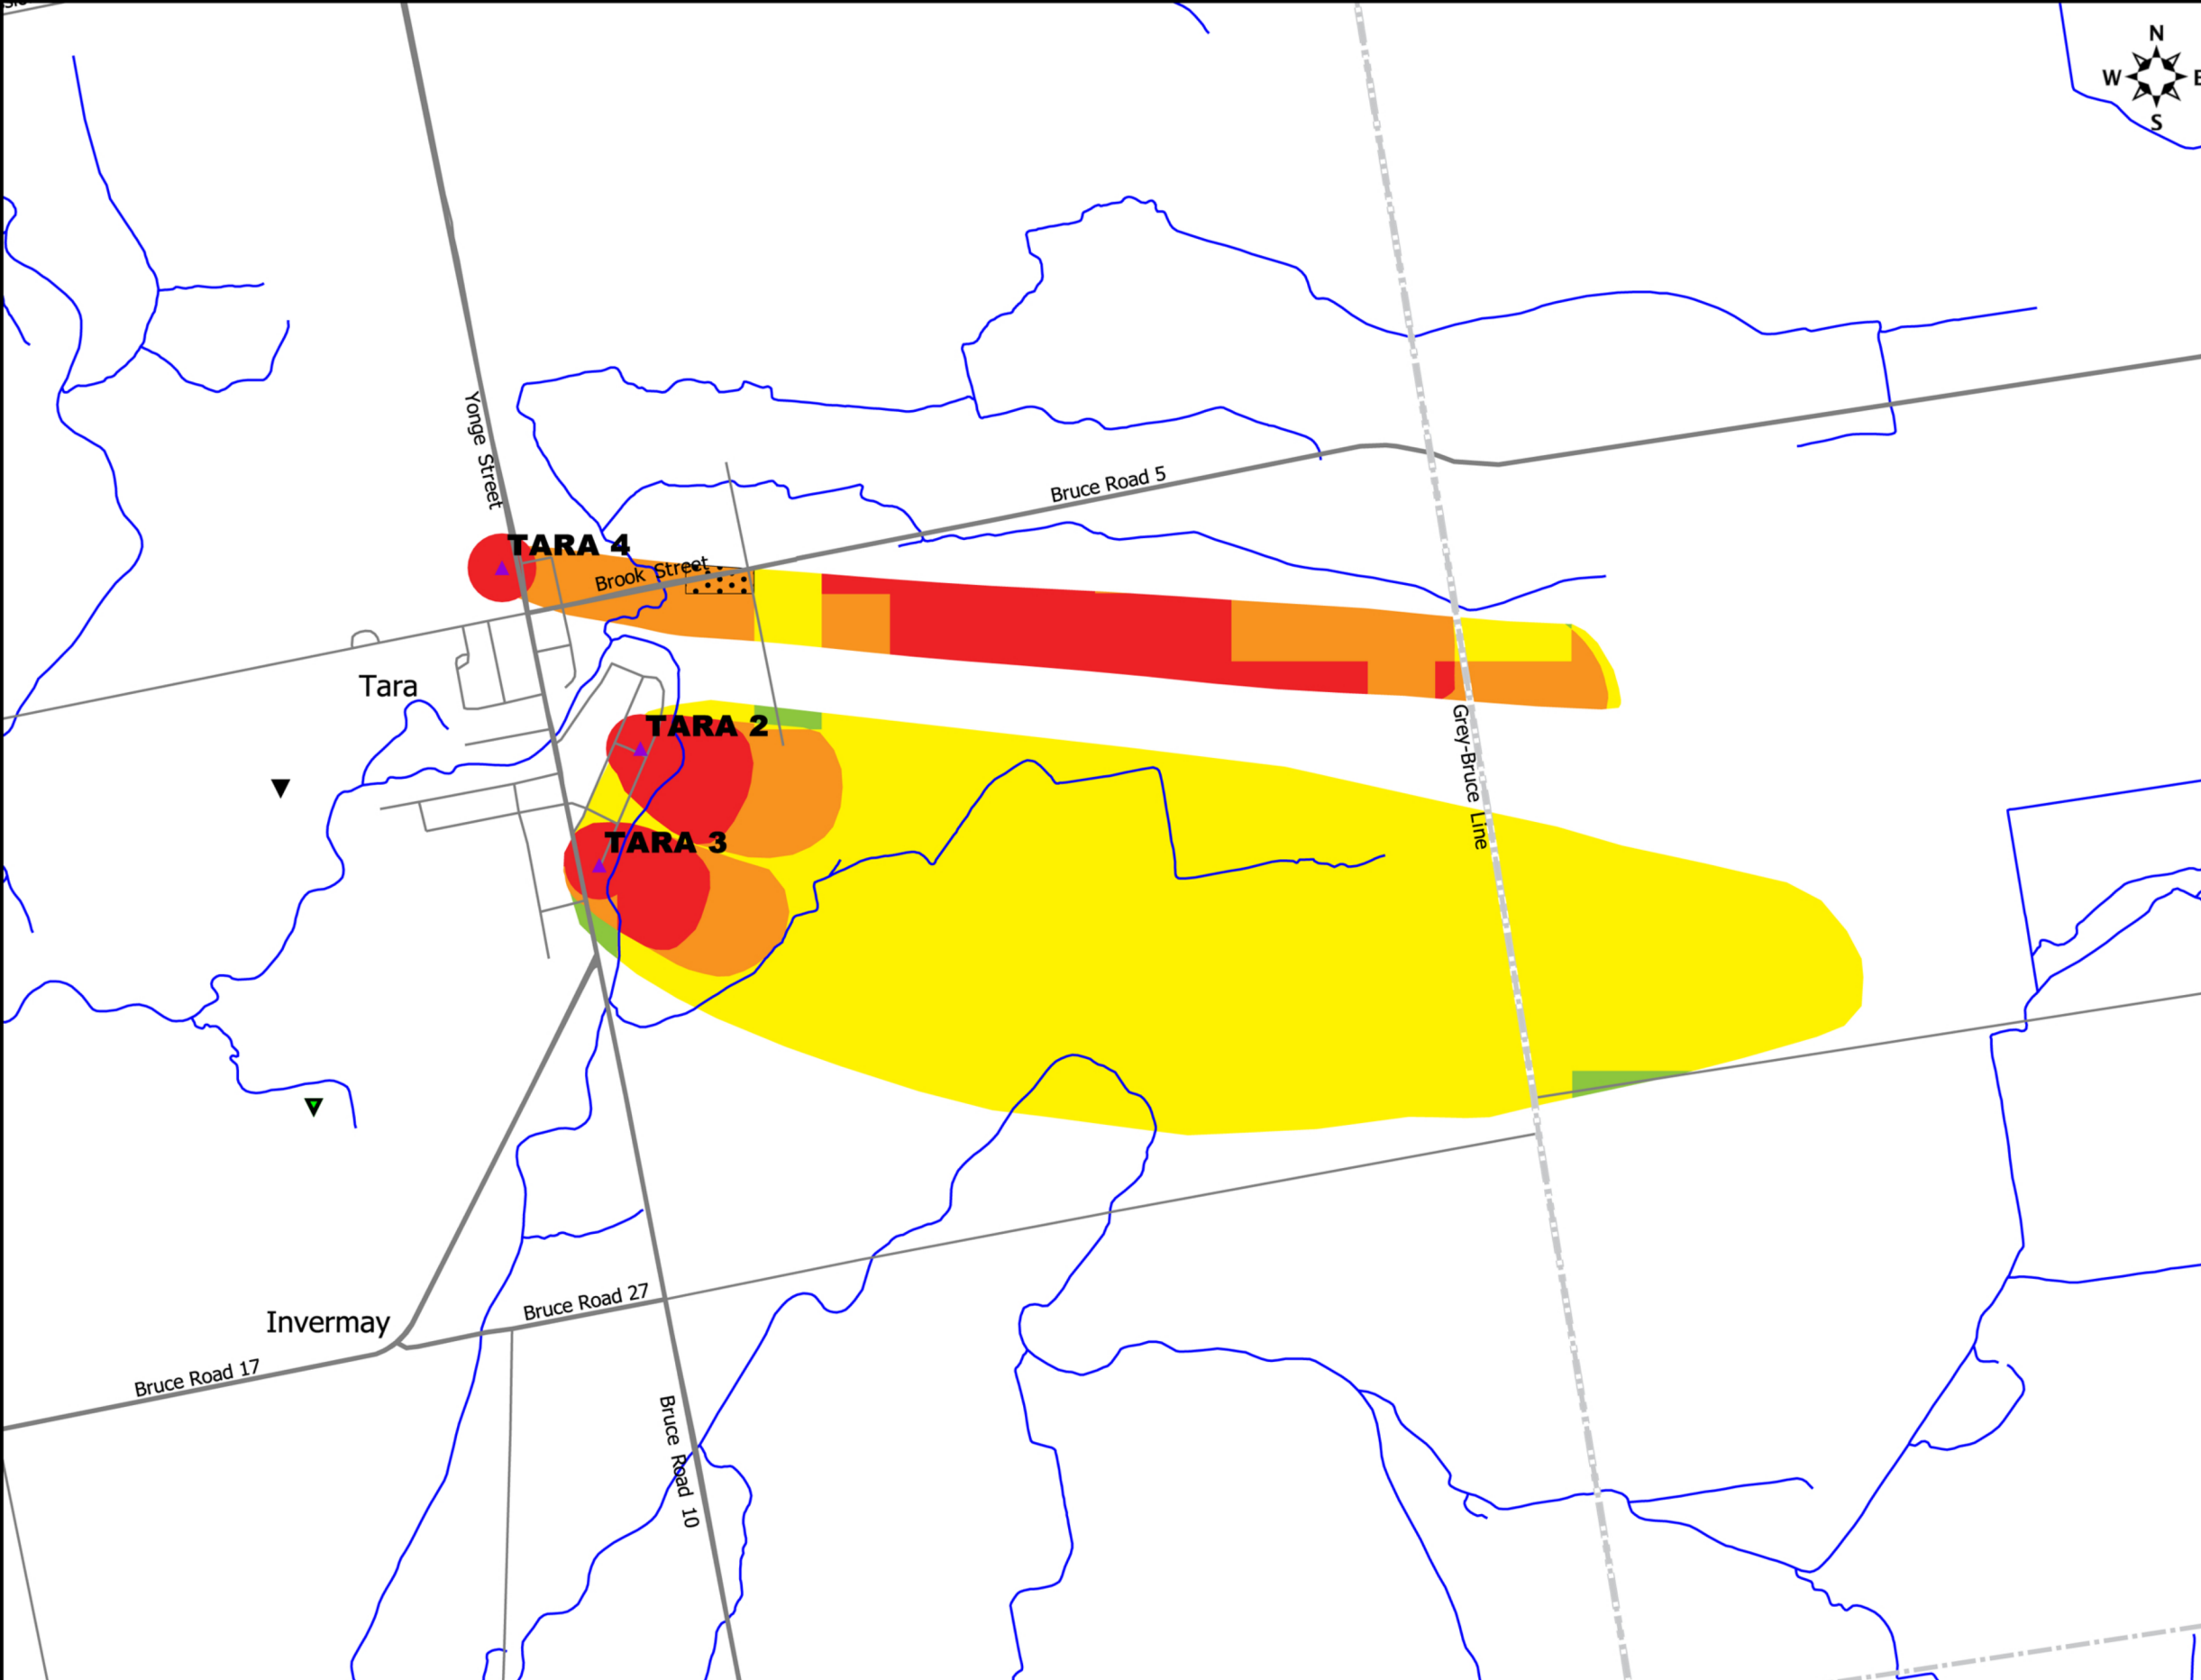 N
W E
S
Yonge Street
Bruce Road 5
TARA 4
Brook Street
Tara
TARA 2
Grey-Bruce Line
TARA 3
Bruce Road 27
Invermay
Bruce Road 17
Bruce Road 10